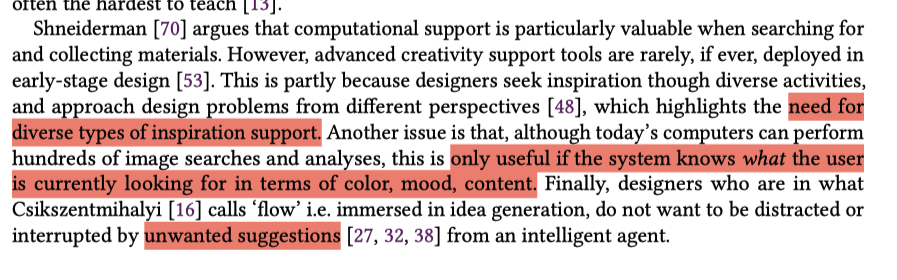 often the hardest to teach [13].
Shneiderman [70] argues that computational support is particularly valuable when searching for
and collecting materials. However, advanced creativity support tools are rarely, if ever, deployed in
early-stage design [53]. This is partly because designers seek inspiration though diverse activities,
and approach design problems from different perspectives [48], which highlights the need for
diverse types of inspiration support. Another issue is that, although today's computers can perform
hundreds of image searches and analyses, this is only useful if the system knows what the user
is currently looking for in terms of color, mood, content. Finally, designers who are in what
Csikszentmihalyi [16] calls 'flow' i.e. immersed in idea generation, do not want to be distracted or
interrupted by unwanted suggestions [27, 32, 38] from an intelligent agent.